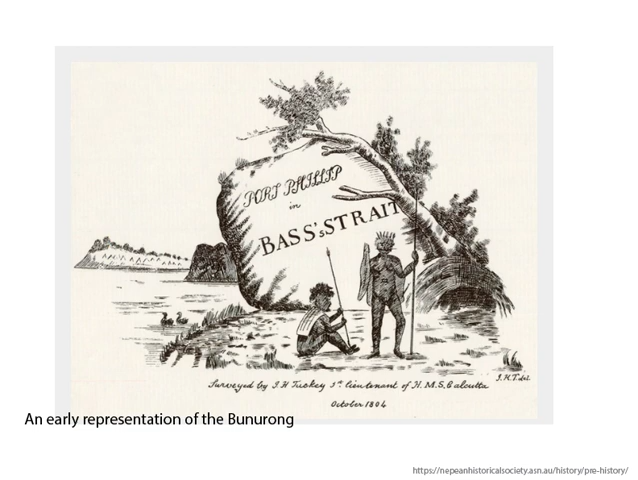 PORT PHILLIP
in
BASS'sSTRAIT
I.H.T. del.
Surveyed by I H Tuckey 1st lieutenant of H.M.S. Calcutta
October 1804
An early representation of the Bunurong
https://nepeanhistoricalsociety.asn.au/history/pre-history/